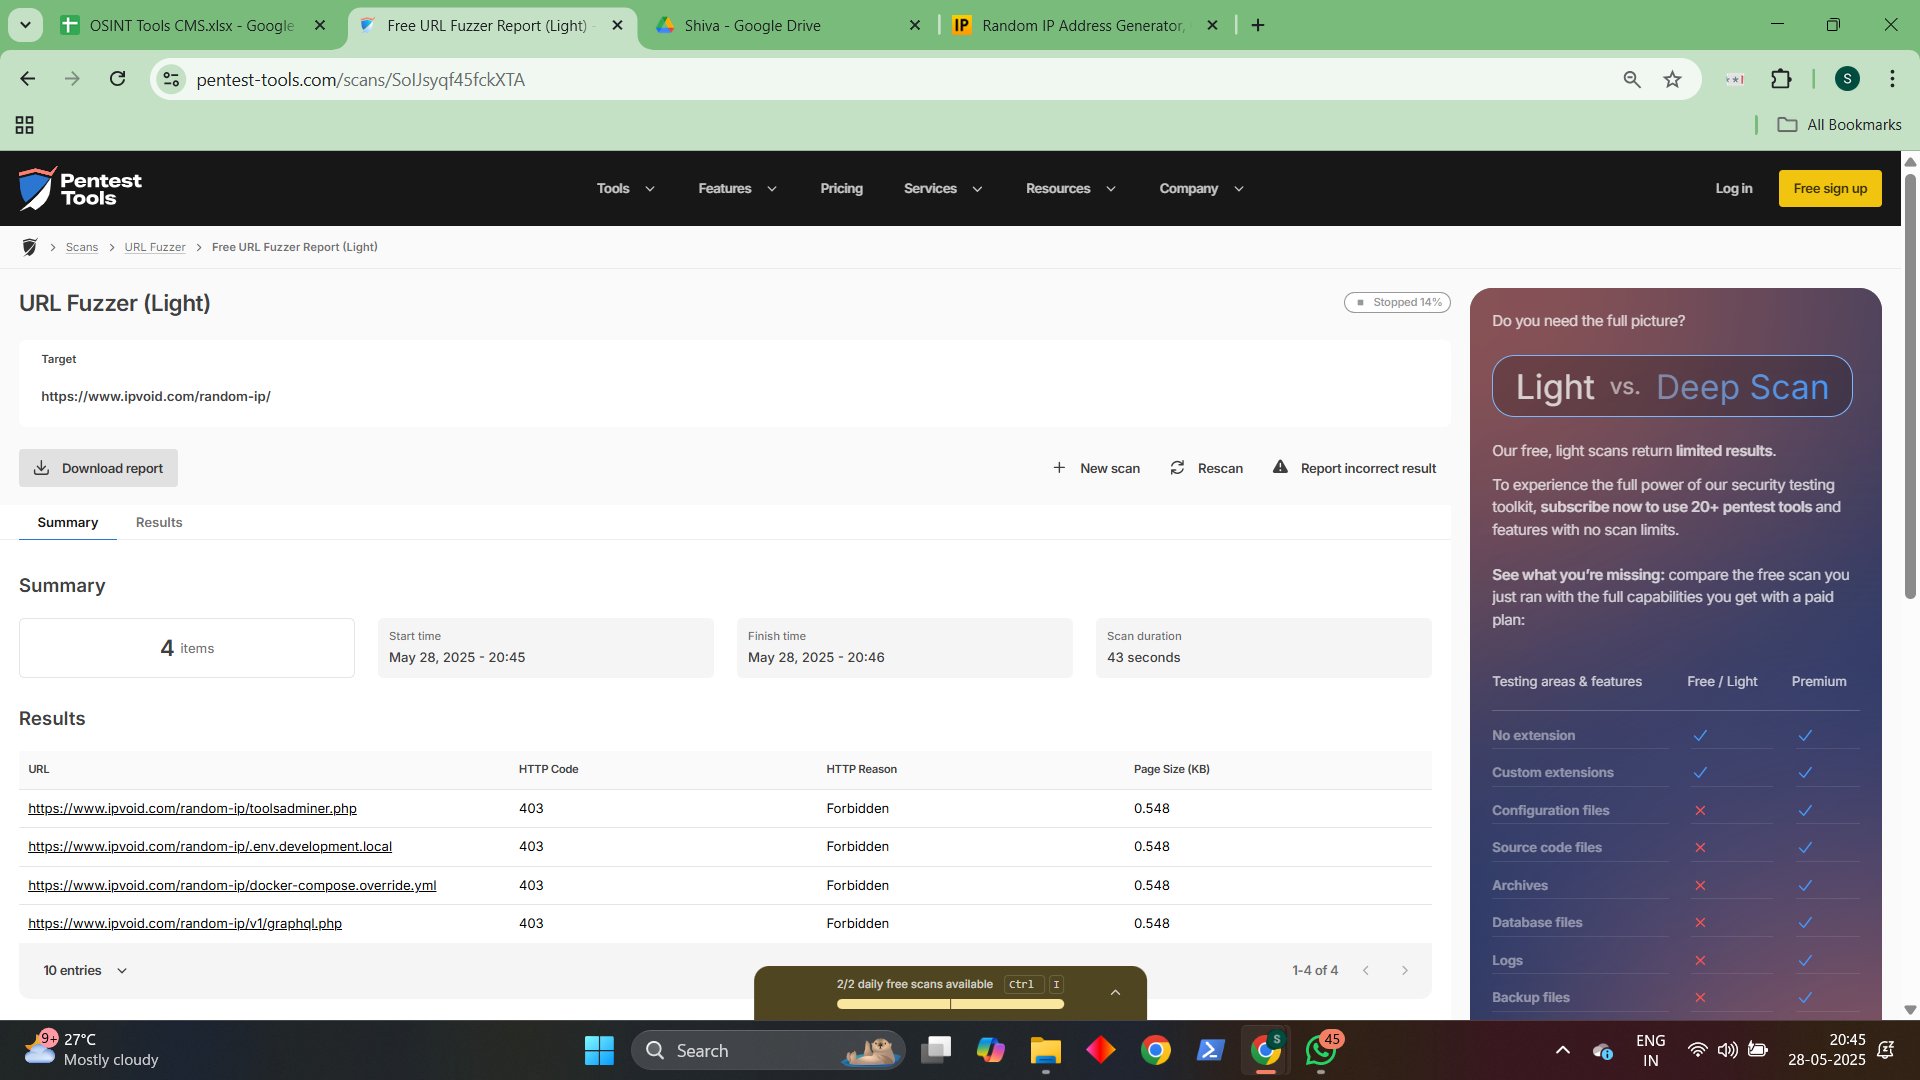 OSINT Tools CMS.xlsx - Google
Free URL Fuzzer Report (Light) -
Shiva - Google Drive
IP Random IP Address Generator,
pentest-tools.com/scans/SolJsyqf45fckXTA
S
All Bookmarks
Pentest
Tools
Tools
Features
Pricing
Services
Resources
Company
Log in
Free sign up
Scans
URL Fuzzer
Free URL Fuzzer Report (Light)
URL Fuzzer (Light)
Stopped 14%
Target
https://www.ipvoid.com/random-ip/
Download report
New scan
Rescan
Report incorrect result
Summary
Results
Summary
4 items
Start time
May 28, 2025 - 20:45
Finish time
May 28, 2025 - 20:46
Scan duration
43 seconds
Results
URL HTTP Code HTTP Reason Page Size (KB)
https://www.ipvoid.com/random-ip/toolsadminer.php 403 Forbidden 0.548
https://www.ipvoid.com/random-ip/.env.development.local 403 Forbidden 0.548
https://www.ipvoid.com/random-ip/docker-compose.override.yml 403 Forbidden 0.548
https://www.ipvoid.com/random-ip/v1/graphql.php 403 Forbidden 0.548
10 entries
1-4 of 4
2/2 daily free scans available Ctrl I
Do you need the full picture?
Light vs. Deep Scan
Our free, light scans return limited results.
To experience the full power of our security testing
toolkit, subscribe now to use 20+ pentest tools and
features with no scan limits.
See what you're missing: compare the free scan you
just ran with the full capabilities you get with a paid
plan:
Testing areas & features Free / Light Premium
No extension
Custom extensions
Configuration files
Source code files
Archives
Database files
Logs
Backup files
9+
27°C
Mostly cloudy
Search
S
45
ENG
IN
20:45
28-05-2025